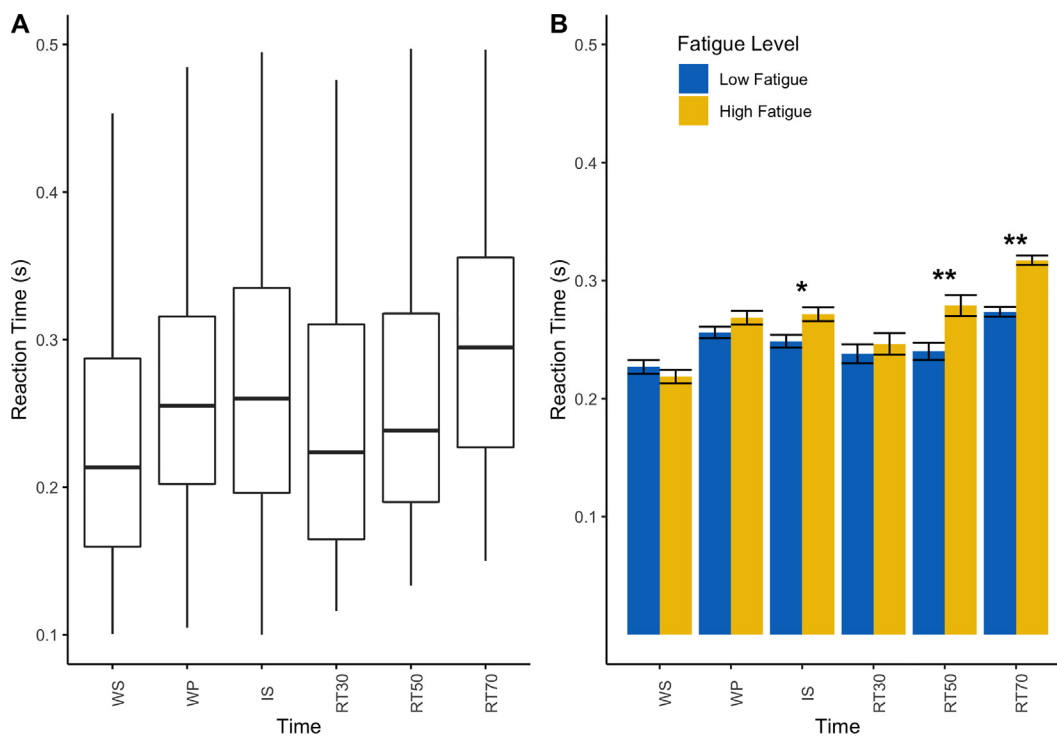 A
Reaction Time (s)
0.5
0.4
0.3
0.2
0.1
WS
WP
IS
RT30
RT50
RT70
Time
B
Fatigue Level
Low Fatigue
High Fatigue
Reaction Time (s)
0.5
0.4
0.3
0.2
0.1
*
**
**
WS
WP
IS
RT30
RT50
RT70
Time